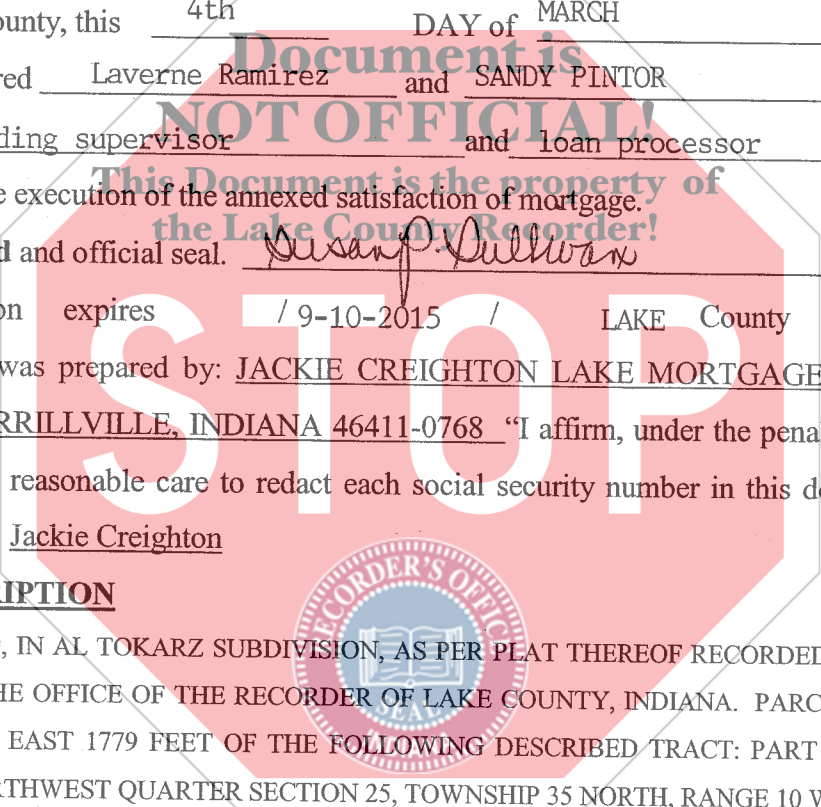 ounty, this 4th DAY of MARCH
Document is
red Laverne Ramirez and SANDY PINTOR
NOT OFFICIAL!
ding supervisor and loan processor
This Document is the property of
e execution of the annexed satisfaction of mortgage.
the Lake County Recorder!
d and official seal. Susan P. Sullivan
on expires / 9-10-2015 / LAKE County
STOP
was prepared by: JACKIE CREIGHTON LAKE MORTGAGE
RRILLVILLE, INDIANA 46411-0768 “I affirm, under the penal
reasonable care to redact each social security number in this d
Jackie Creighton
RECORDER'S OFFIC
SEAL
RIPTION
, IN AL TOKARZ SUBDIVISION, AS PER PLAT THEREOF RECORDED
HE OFFICE OF THE RECORDER OF LAKE COUNTY, INDIANA. PARC
EAST 1779 FEET OF THE FOLLOWING DESCRIBED TRACT: PART
RTHWEST QUARTER SECTION 25, TOWNSHIP 35 NORTH, RANGE 10 W